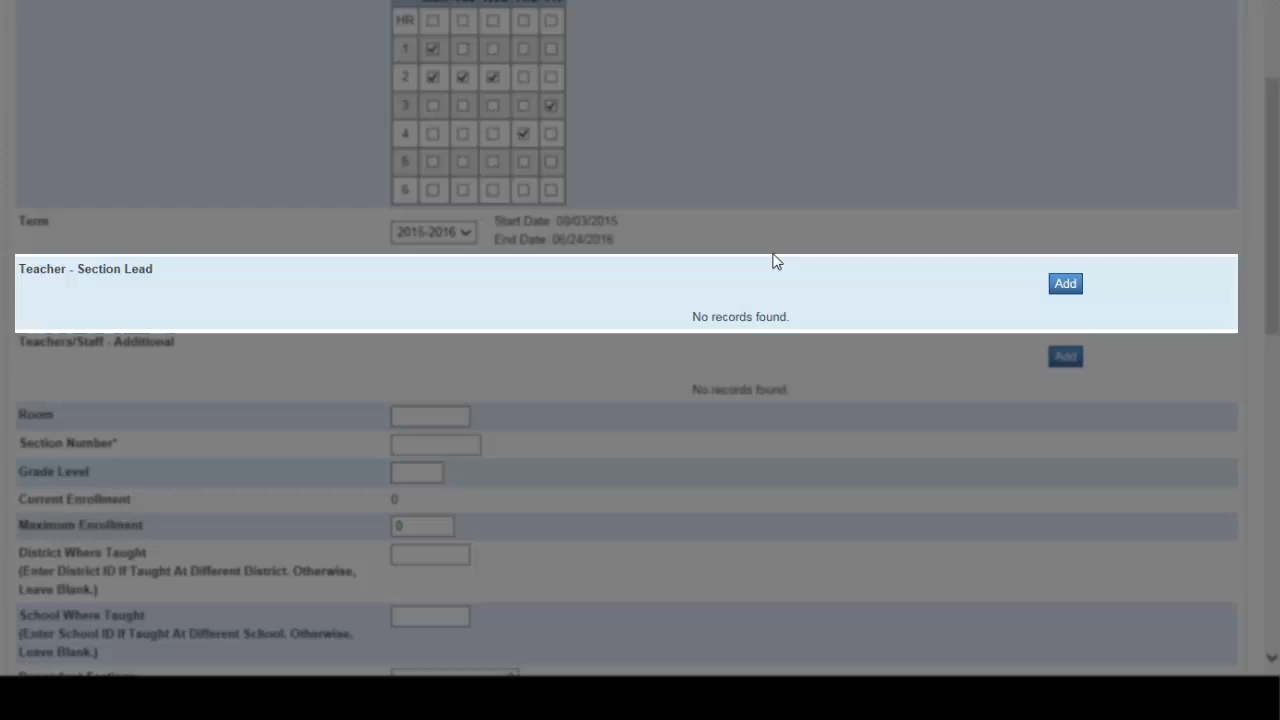 HR
1
2
3
4
5
6
Term
2015-2016
Start Date: 09/03/2015
End Date: 06/24/2016
Teacher - Section Lead
Add
No records found.
Teachers/Staff - Additional
Add
No records found.
Room
Section Number*
Grade Level
Current Enrollment
0
Maximum Enrollment
0
District Where Taught
(Enter District ID If Taught At Different District. Otherwise,
Leave Blank.)
School Where Taught
(Enter School ID If Taught At Different School. Otherwise,
Leave Blank.)